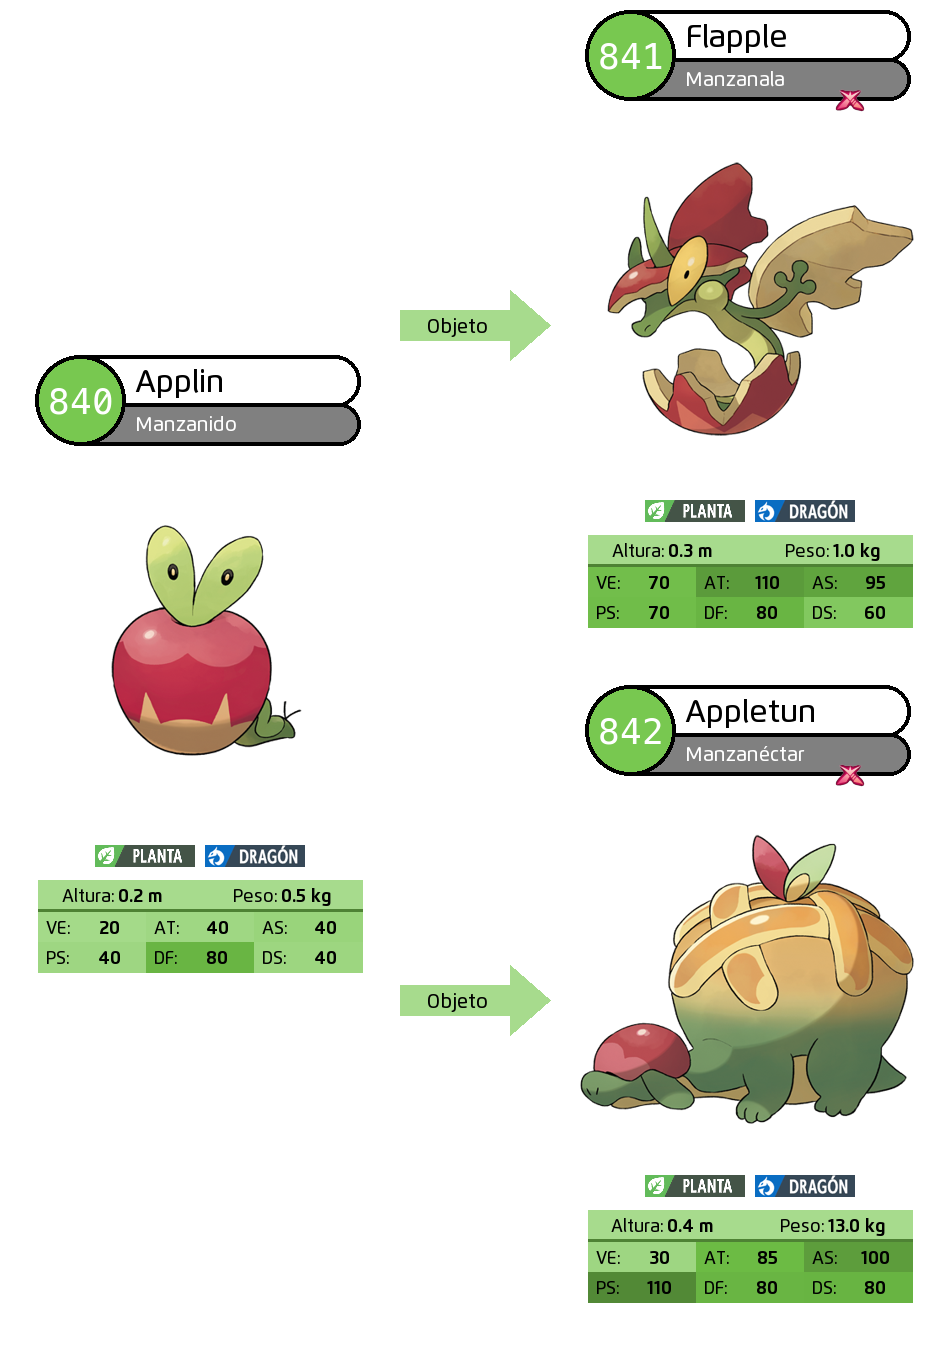 841
Flapple
Manzanala
Objeto
840
Applin
Manzanido
PLANTA DRAGÓN
Altura: 0.3 m Peso: 1.0 kg
VE: 70 AT: 110 AS: 95
PS: 70 DF: 80 DS: 60
842
Appletun
Manzanéctar
PLANTA DRAGÓN
Altura: 0.2 m Peso: 0.5 kg
VE: 20 AT: 40 AS: 40
PS: 40 DF: 80 DS: 40
Objeto
PLANTA DRAGÓN
Altura: 0.4 m Peso: 13.0 kg
VE: 30 AT: 85 AS: 100
PS: 110 DF: 80 DS: 80